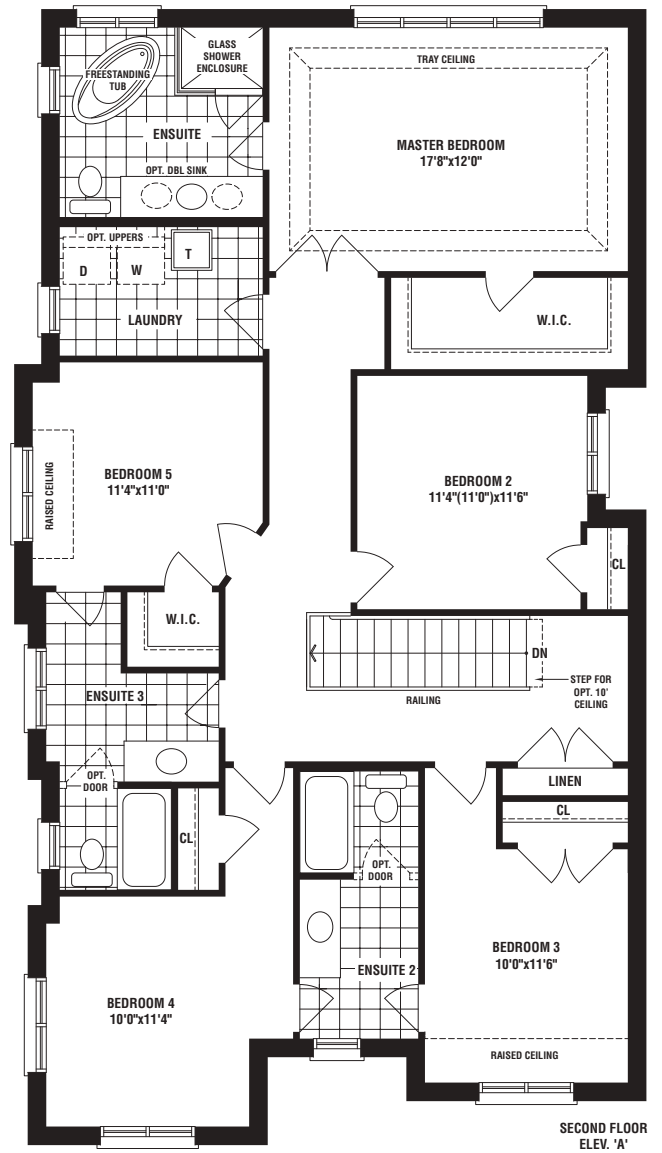 GLASS
SHOWER
ENCLOSURE
FREESTANDING
TUB
TRAY CEILING
ENSUITE
MASTER BEDROOM
17'8"x12'0"
OPT. DBL SINK
OPT. UPPERS
D
W
T
LAUNDRY
W.I.C.
RAISED CEILING
BEDROOM 5
11'4"x11'0"
BEDROOM 2
11'4"(11'0")x11'6"
CL
W.I.C.
DN
STEP FOR
OPT. 10'
CEILING
RAILING
ENSUITE 3
OPT.
DOOR
LINEN
CL
CL
OPT.
DOOR
BEDROOM 3
10'0"x11'6"
ENSUITE 2
BEDROOM 4
10'0"x11'4"
RAISED CEILING
SECOND FLOOR
ELEV. 'A'